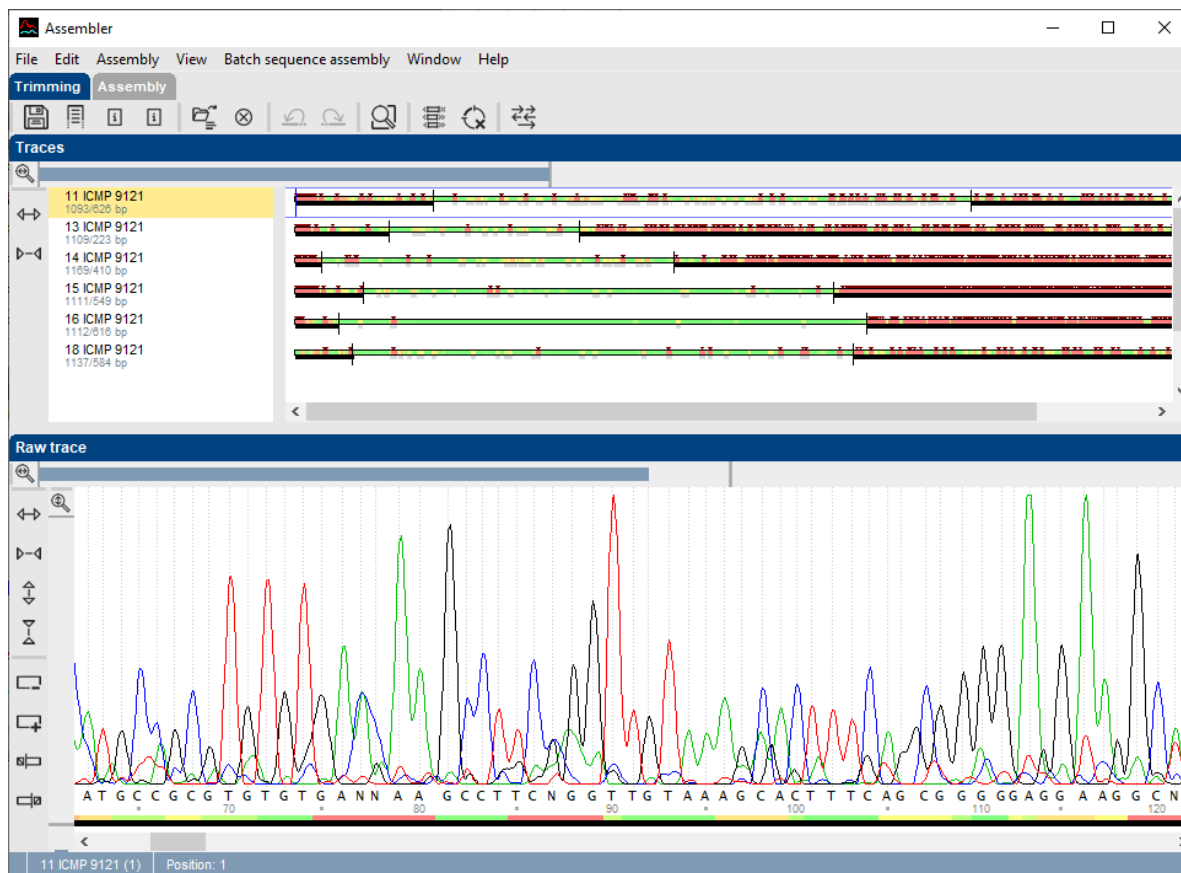 Assembler
File Edit Assembly View Batch sequence assembly Window Help
Trimming Assembly
Traces
11 ICMP 9121
1093/626 bp
13 ICMP 9121
1109/223 bp
14 ICMP 9121
1169/410 bp
15 ICMP 9121
1111/549 bp
16 ICMP 9121
1112/616 bp
18 ICMP 9121
1137/584 bp
Raw trace
A T G C C G C G T G T G T G A N N A A G C C T T C N G G T T G T A A A G C A C T T T C A G C G G G G G A G G A A G G C N
70 80 90 100 110 120
11 ICMP 9121 (1) Position: 1